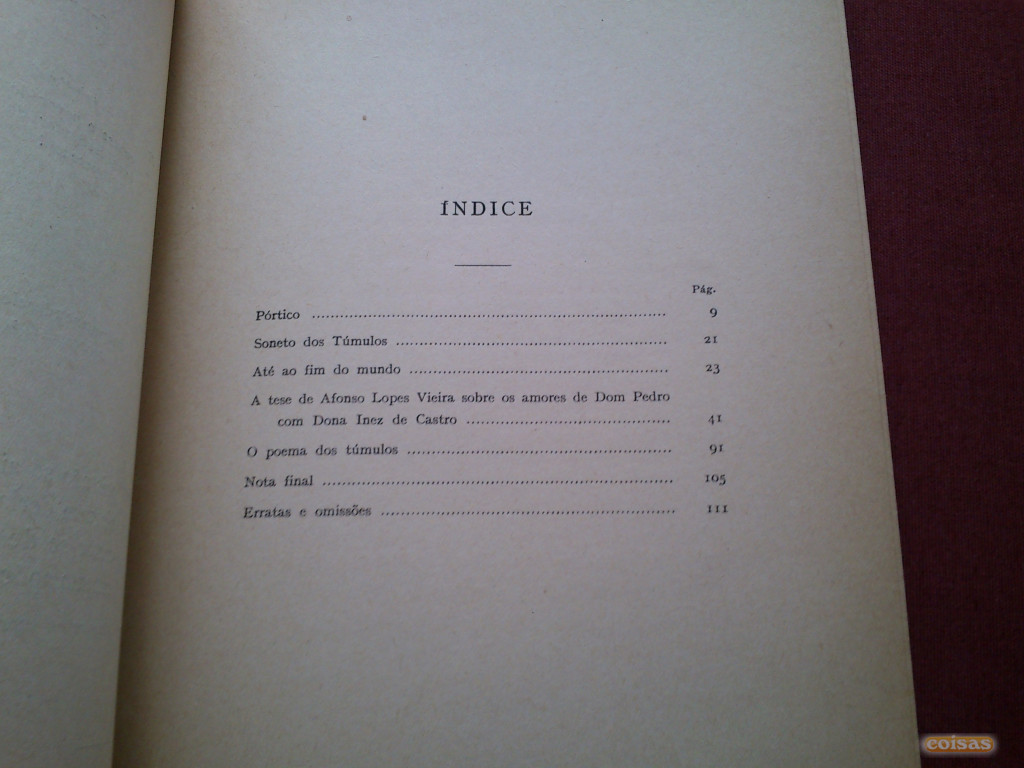 ÍNDICE
Pág.
Pórtico ........................................ 9
Soneto dos Túmulos ........................................ 21
Até ao fim do mundo ........................................ 23
A tese de Afonso Lopes Vieira sobre os amores de Dom Pedro
com Dona Inez de Castro ........................................ 41
O poema dos túmulos ........................................ 91
Nota final ........................................ 105
Erratas e omissões ........................................ 111
coisas